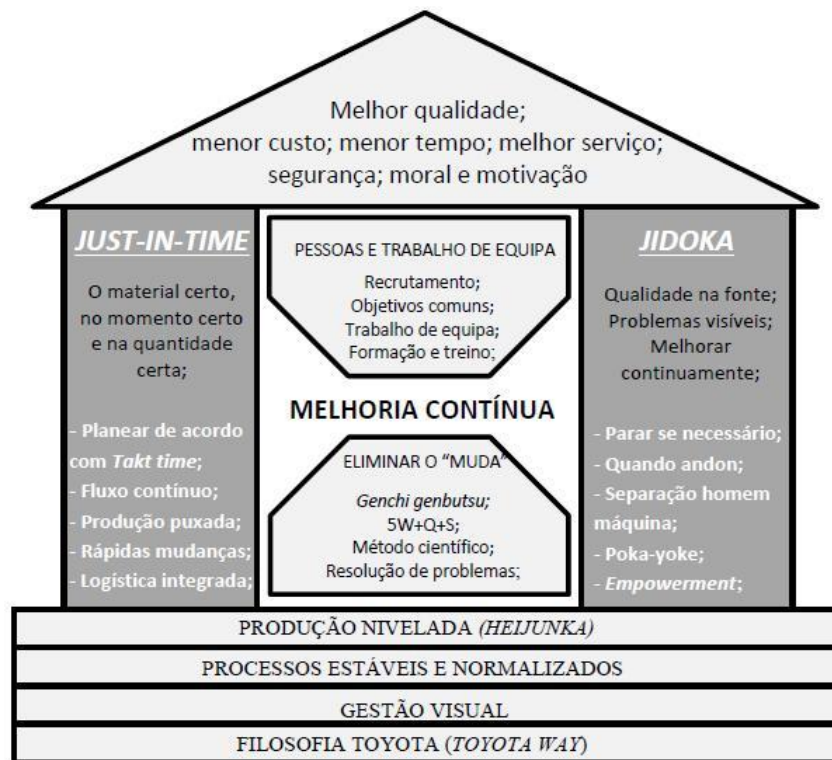 Melhor qualidade;
menor custo; menor tempo; melhor serviço;
segurança; moral e motivação
JUST-IN-TIME
O material certo,
no momento certo
e na quantidade
certa;
- Planear de acordo
com Takt time;
- Fluxo contínuo;
- Produção puxada;
- Rápidas mudanças;
- Logística integrada;
PESSOAS E TRABALHO DE EQUIPA
Recrutamento;
Objetivos comuns;
Trabalho de equipa;
Formação e treino;
MELHORIA CONTÍNUA
ELIMINAR O “MUDA”
Genchi genbutsu;
5W+Q+S;
Método científico;
Resolução de problemas;
JIDOKA
Qualidade na fonte;
Problemas visíveis;
Melhorar
continuamente;
- Parar se necessário;
- Quando andon;
- Separação homem
máquina;
- Poka-yoke;
- Empowerment;
PRODUÇÃO NIVELADA (HEIJUNKA)
PROCESSOS ESTÁVEIS E NORMALIZADOS
GESTÃO VISUAL
FILOSOFIA TOYOTA (TOYOTA WAY)